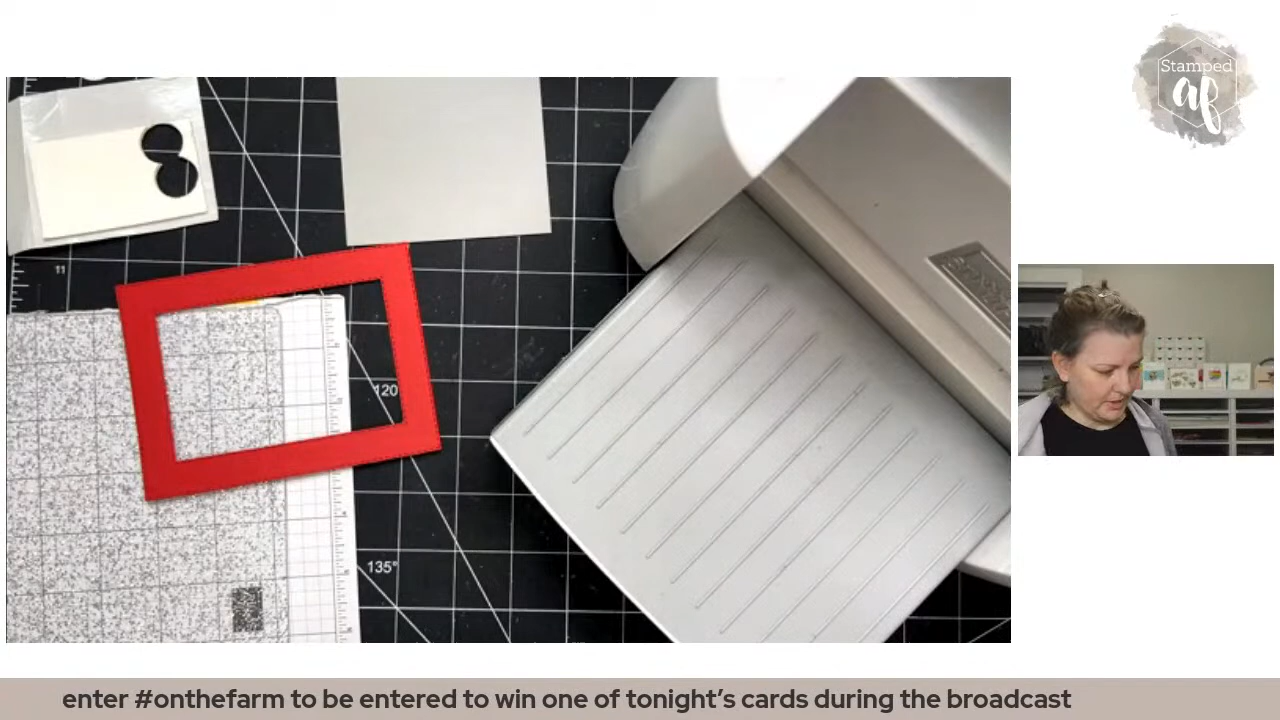 Stamped
af
11
120
135°
enter #onthefarm to be entered to win one of tonight's cards during the broadcast